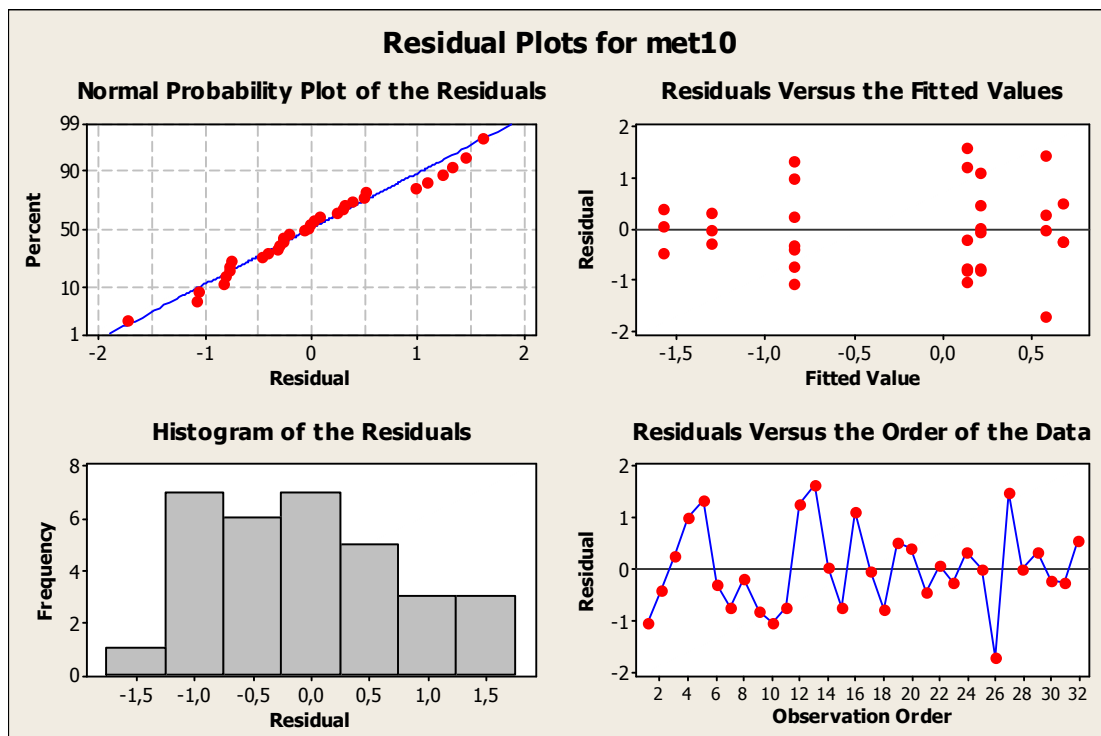 Residual Plots for met10
Normal Probability Plot of the Residuals
99
90
50
10
1
Percent
-2 -1 0 1 2
Residual
Residuals Versus the Fitted Values
2
1
0
-1
-2
Residual
-1,5 -1,0 -0,5 0,0 0,5
Fitted Value
Histogram of the Residuals
8
6
4
2
0
Frequency
-1,5 -1,0 -0,5 0,0 0,5 1,0 1,5
Residual
Residuals Versus the Order of the Data
2
1
0
-1
-2
Residual
2 4 6 8 10 12 14 16 18 20 22 24 26 28 30 32
Observation Order